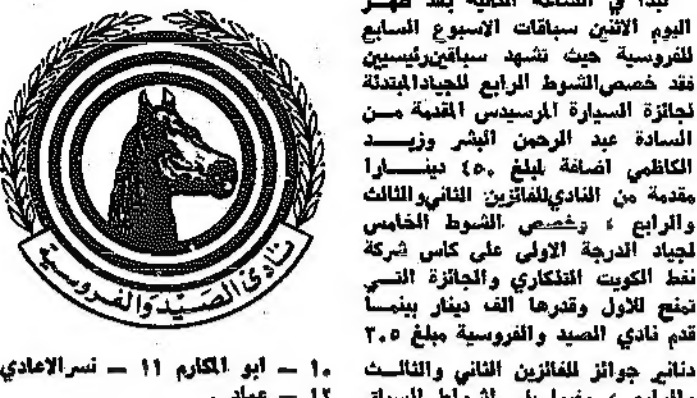 تبدا في الساعة الثانية بعد ظهر
اليوم الاثنين سباقات الاسبوع السابع
للفروسية حيث تشهد سباقين رئيسيين
فقد خصص الشوط الرابع للجياد المبتدئة
لجائزة السيارة المرسيدس المقدمة من
السادة عبد الرحمن البشر وزيد
الكاظمي اضافة لمبلغ ٤٥٠ دينارا
مقدمة من النادي للفائزين الثاني والثالث
والرابع ، وخصص الشوط الخامس
لجياد الدرجة الاولى على كاس شركة
نفط الكويت التذكاري والجائزة التي
تمنح للاول وقدرها الف دينار بينما
قدم نادي الصيد والفروسية مبلغ ٣٠٥
دنانير جوائز للفائزين الثاني والثالث
نادي الصيد والفروسية
١٠ — ابو المكارم ١١ — نسر الاعادي
١٢ — عباد .